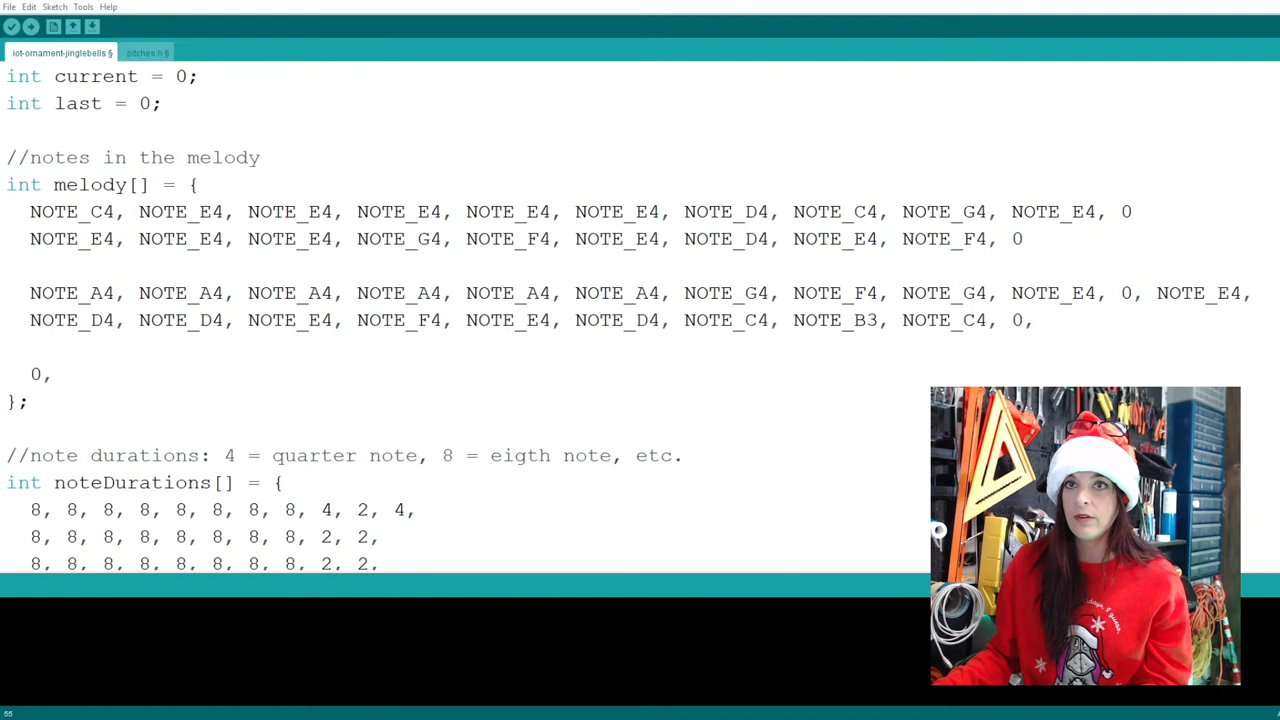 File Edit Sketch Tools Help
iot-ornament-jinglebells § pitches.h §
int current = 0;
int last = 0;
//notes in the melody
int melody[] = {
NOTE_C4, NOTE_E4, NOTE_E4, NOTE_E4, NOTE_E4, NOTE_E4, NOTE_D4, NOTE_C4, NOTE_G4, NOTE_E4, 0
NOTE_E4, NOTE_E4, NOTE_E4, NOTE_G4, NOTE_F4, NOTE_E4, NOTE_D4, NOTE_E4, NOTE_F4, 0
NOTE_A4, NOTE_A4, NOTE_A4, NOTE_A4, NOTE_A4, NOTE_A4, NOTE_G4, NOTE_F4, NOTE_G4, NOTE_E4, 0, NOTE_E4,
NOTE_D4, NOTE_D4, NOTE_E4, NOTE_F4, NOTE_E4, NOTE_D4, NOTE_C4, NOTE_B3, NOTE_C4, 0,
0,
};
//note durations: 4 = quarter note, 8 = eigth note, etc.
int noteDurations[] = {
8, 8, 8, 8, 8, 8, 8, 8, 4, 2, 4,
8, 8, 8, 8, 8, 8, 8, 8, 2, 2,
8, 8, 8, 8, 8, 8, 8, 8, 2, 2,
I guess.
55